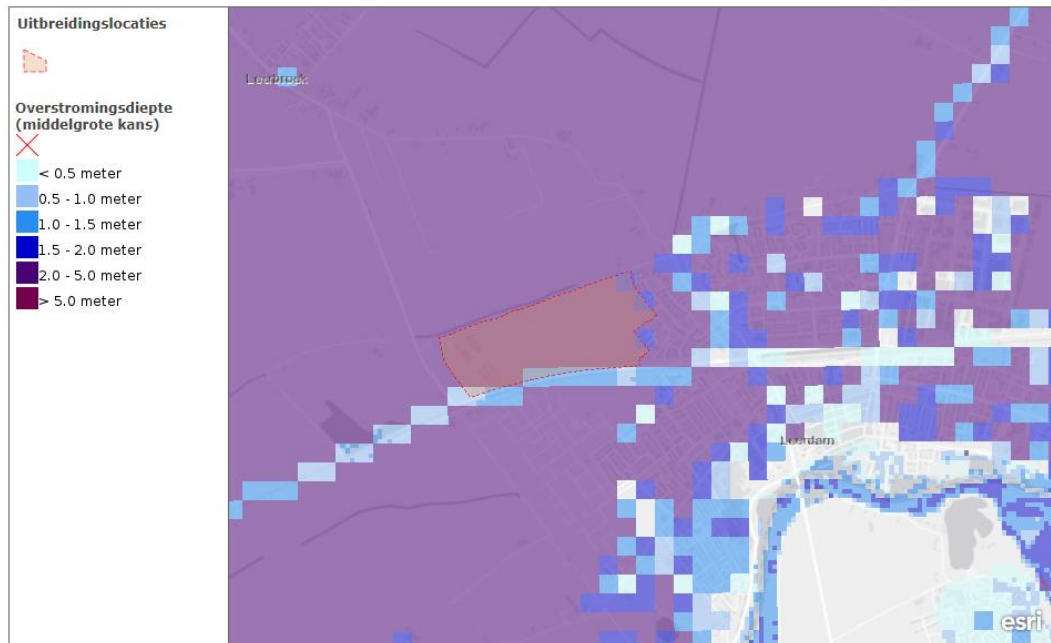 Uitbreidingslocaties
Overstromingsdiepte
(middelgrote kans)
< 0.5 meter
0.5 - 1.0 meter
1.0 - 1.5 meter
1.5 - 2.0 meter
2.0 - 5.0 meter
> 5.0 meter
Loosbroek
Leerdam
esri